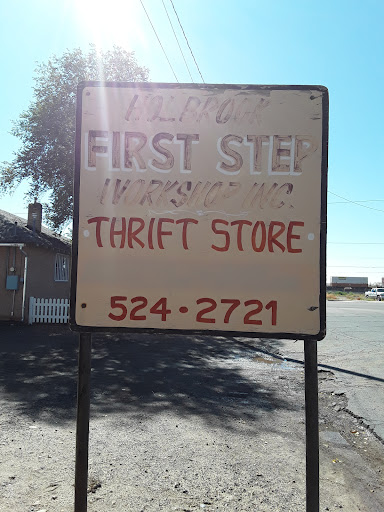 HOLBROOK
FIRST STEP
WORKSHOP INC.
THRIFT STORE
524-2721